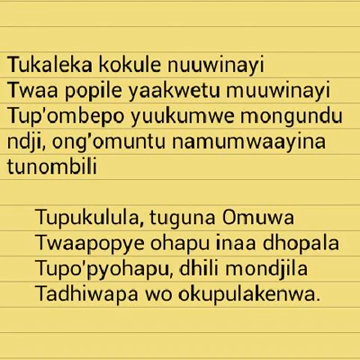 Tukaleka kokule nuuwinayi
Twaa popile yaakwetu muuwinayi
Tup'ombepo yuukumwe mongundu
ndji, ong'omuntu namumwaayina
tunombili
Tupukulula, tuguna Omuwa
Twaapopye ohapu inaa dhopala
Tupo'pyohapu, dhili mondjila
Tadhiwapa wo okupulakenwa.